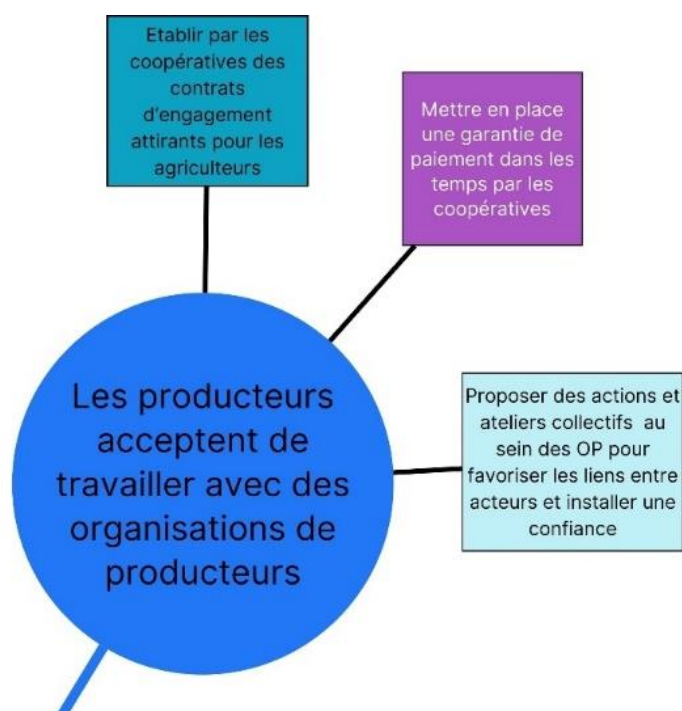 Etablir par les
coopératives des
contrats
d'engagement
attirants pour les
agriculteurs
Mettre en place
une garantie de
paiement dans les
temps par les
coopératives
Les producteurs
acceptent de
travailler avec des
organisations de
producteurs
Proposer des actions et
ateliers collectifs au
sein des OP pour
favoriser les liens entre
acteurs et installer une
confiance